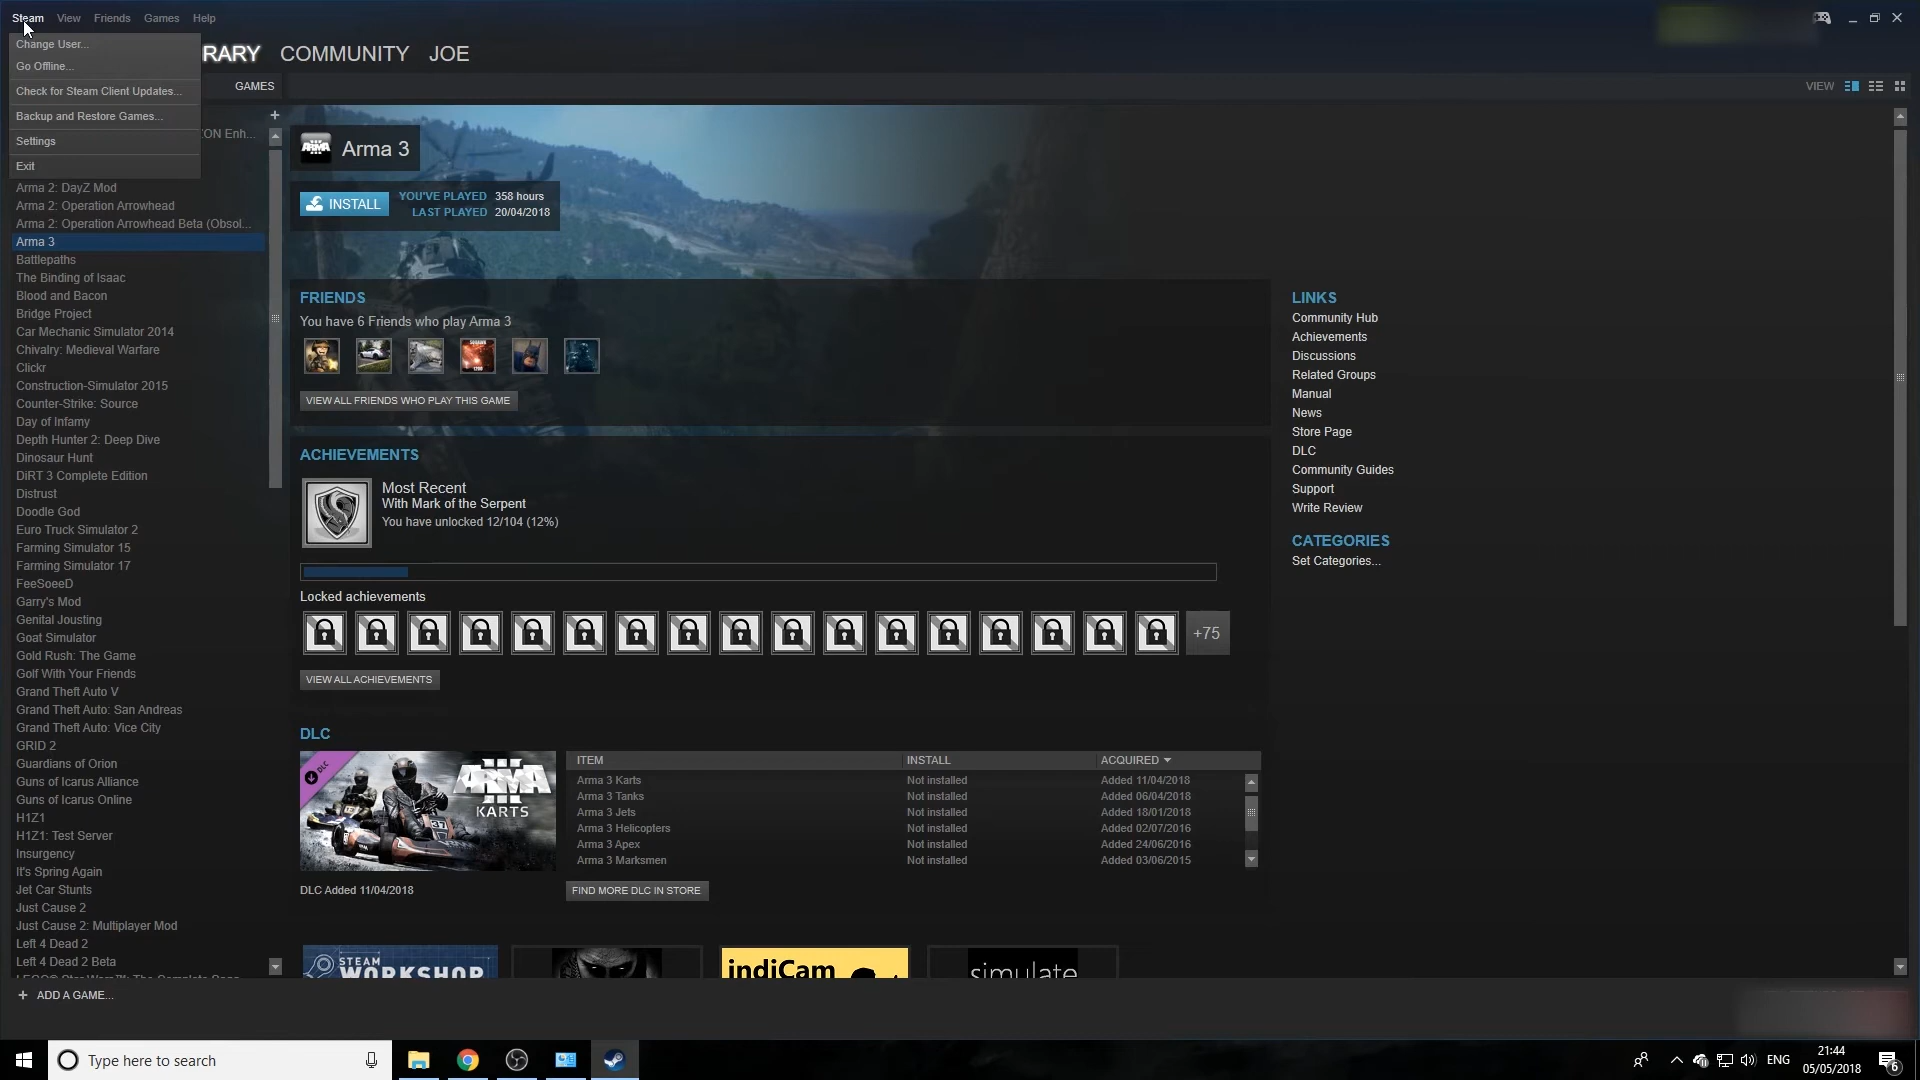 Steam View Friends Games Help
Change User...
Go Offline...
Check for Steam Client Updates...
Backup and Restore Games...
Settings
Exit
RARY COMMUNITY JOE
GAMES
VIEW
+
ON Enh...
Arma 2: DayZ Mod
Arma 2: Operation Arrowhead
Arma 2: Operation Arrowhead Beta (Obsol...
Arma 3
Battlepaths
The Binding of Isaac
Blood and Bacon
Bridge Project
Car Mechanic Simulator 2014
Chivalry: Medieval Warfare
Clickr
Construction-Simulator 2015
Counter-Strike: Source
Day of Infamy
Depth Hunter 2: Deep Dive
Dinosaur Hunt
DiRT 3 Complete Edition
Distrust
Doodle God
Euro Truck Simulator 2
Farming Simulator 15
Farming Simulator 17
FeeSoeeD
Garry's Mod
Genital Jousting
Goat Simulator
Gold Rush: The Game
Golf With Your Friends
Grand Theft Auto V
Grand Theft Auto: San Andreas
Grand Theft Auto: Vice City
GRID 2
Guardians of Orion
Guns of Icarus Alliance
Guns of Icarus Online
H1Z1
H1Z1: Test Server
Insurgency
It's Spring Again
Jet Car Stunts
Just Cause 2
Just Cause 2: Multiplayer Mod
Left 4 Dead 2
Left 4 Dead 2 Beta
+ ADD A GAME...
ARMA
Arma 3
INSTALL
YOU'VE PLAYED 358 hours
LAST PLAYED 20/04/2018
FRIENDS
You have 6 Friends who play Arma 3
VIEW ALL FRIENDS WHO PLAY THIS GAME
ACHIEVEMENTS
Most Recent
With Mark of the Serpent
You have unlocked 12/104 (12%)
Locked achievements
+75
VIEW ALL ACHIEVEMENTS
DLC
DLC
ARMA
III
KARTS
37
DLC Added 11/04/2018
ITEM INSTALL ACQUIRED
Arma 3 Karts Not installed Added 11/04/2018
Arma 3 Tanks Not installed Added 06/04/2018
Arma 3 Jets Not installed Added 18/01/2018
Arma 3 Helicopters Not installed Added 02/07/2016
Arma 3 Apex Not installed Added 24/06/2016
Arma 3 Marksmen Not installed Added 03/06/2015
FIND MORE DLC IN STORE
STEAM
WORKSHOP
indiCam
simulate
LINKS
Community Hub
Achievements
Discussions
Related Groups
Manual
News
Store Page
DLC
Community Guides
Support
Write Review
CATEGORIES
Set Categories...
Type here to search
ENG
21:44
05/05/2018
6